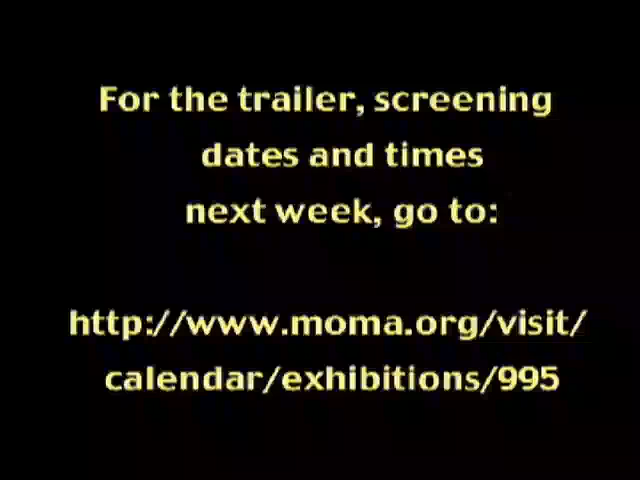 For the trailer, screening
dates and times
next week, go to:
http://www.moma.org/visit/
calendar/exhibitions/995